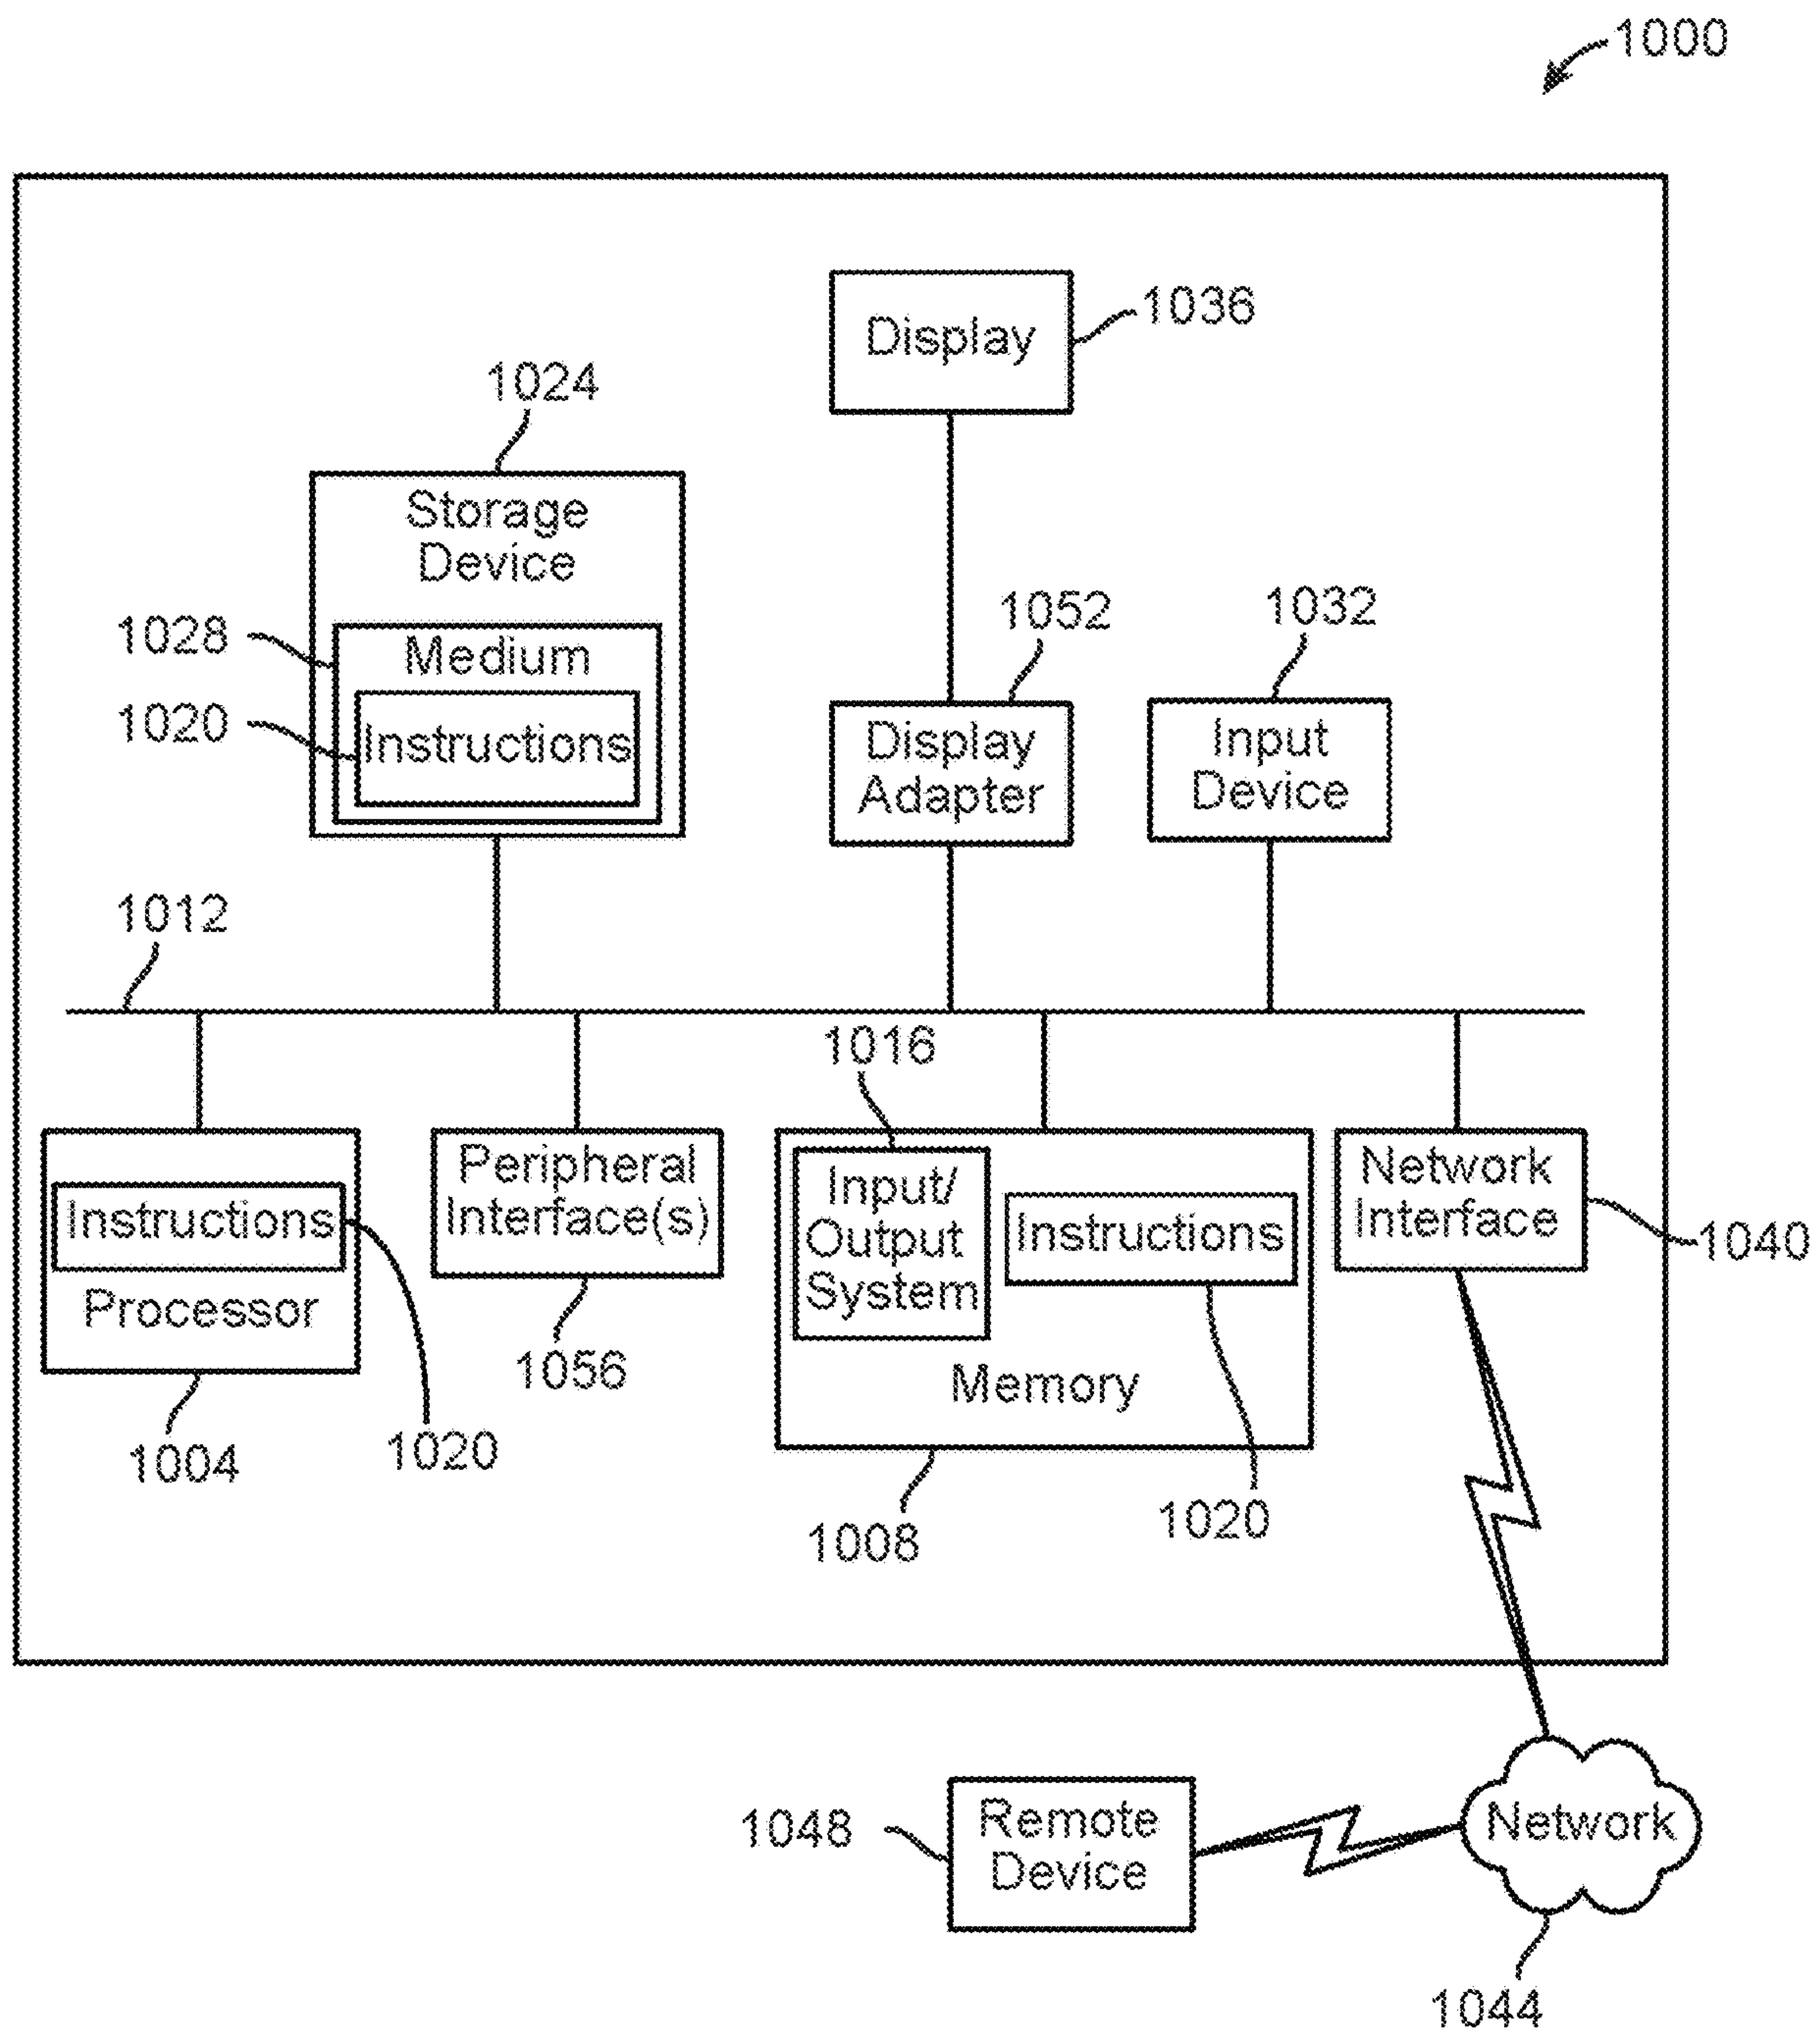 1000
Display
1036
1024
Storage
Device
1028
Medium
1020
Instructions
1052
Display
Adapter
1032
Input
Device
1012
Instructions
Processor
1004
1020
Peripheral
Interface(s)
1056
1016
Input/
Output
System
Instructions
Memory
1008
1020
Network
Interface
1040
1048
Remote
Device
Network
1044